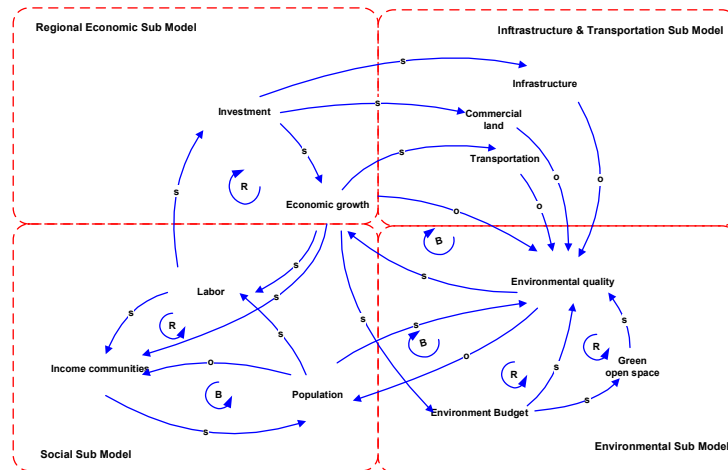 Regional Economic Sub Model
Inftrastructure & Transportation Sub Model
s
Infrastructure
Investment
s
Commercial
land
s
s
Transportation
s
R
o
o
o
Economic growth
o
B
s
s
s
Environmental quality
Labor
s
s
R
s
s
s
s
B
R
Income communities
o
o
s
Green
open space
B
Population
R
s
s
Environment Budget
s
Social Sub Model
Environmental Sub Model